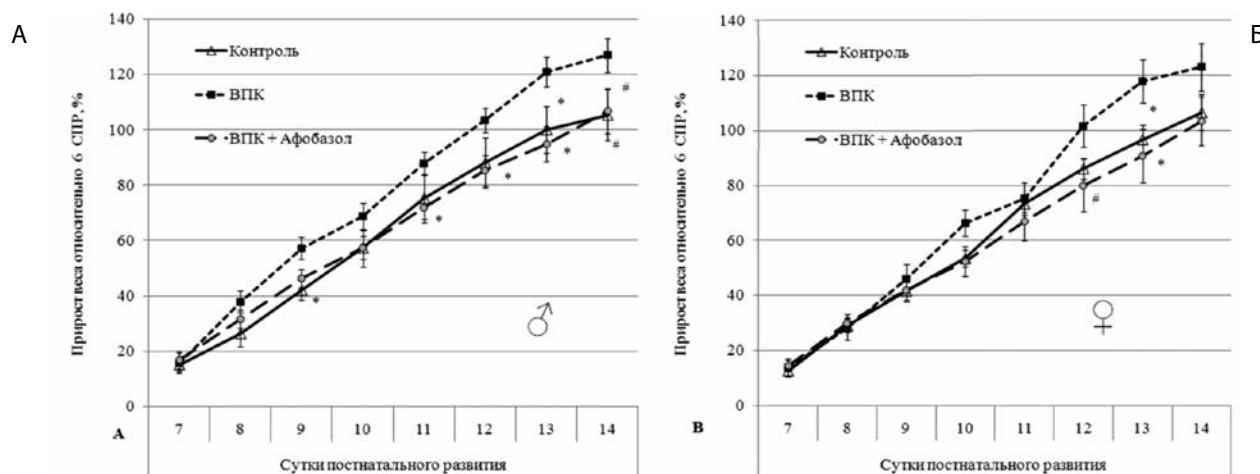 А
140
120
100
80
60
40
20
0
Контроль
ВПК
ВПК + Афобазол
Прирост веса относительно 6 СПР, %
*
*
*
*
*
#
#
♂
А
7 8 9 10 11 12 13 14
Сутки постнатального развития
Б
140
120
100
80
60
40
20
0
Контроль
ВПК
ВПК + Афобазол
Прирост веса относительно 6 СПР, %
#
*
*
♀
В
7 8 9 10 11 12 13 14
Сутки постнатального развития